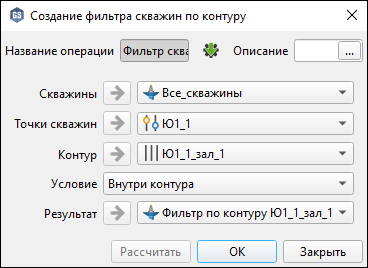 GS Создание фильтра скважин по контуру
Название операции Фильтр сква Описание ...
Скважины Все_скважины
Точки скважин Ю1_1
Контур Ю1_1_зал_1
Условие Внутри контура
Результат Фильтр по контуру Ю1_1_зал_1
Рассчитать OK Закрыть